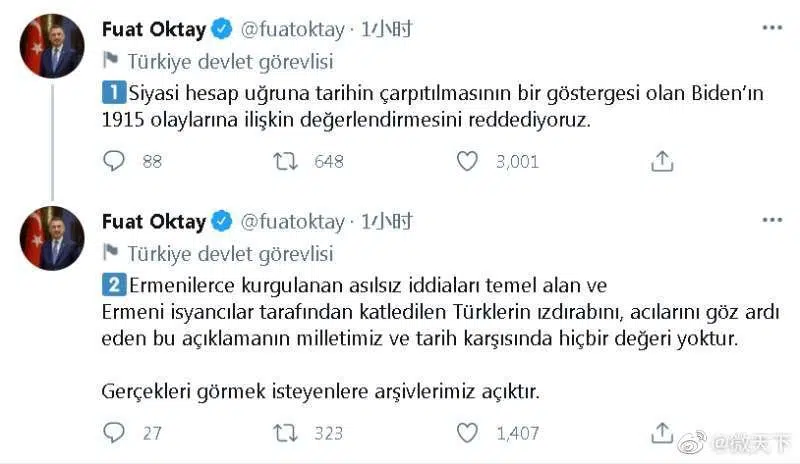 Fuat Oktay @fuatoktay · 1小时
Türkiye devlet görevlisi
1 Siyasi hesap uğruna tarihin çarpıtılmasının bir göstergesi olan Biden’ın
1915 olaylarına ilişkin değerlendirmesini reddediyoruz.
88 648 3,001
Fuat Oktay @fuatoktay · 1小时
Türkiye devlet görevlisi
2 Ermenilerce kurgulanan asılsız iddiaları temel alan ve
Ermeni isyancılar tarafından katledilen Türklerin ızdırabını, acılarını göz ardı
eden bu açıklamanın milletimiz ve tarih karşısında hiçbir değeri yoktur.
Gerçekleri görmek isteyenlere arşivlerimiz açıktır.
27 323 1,407
@微天下